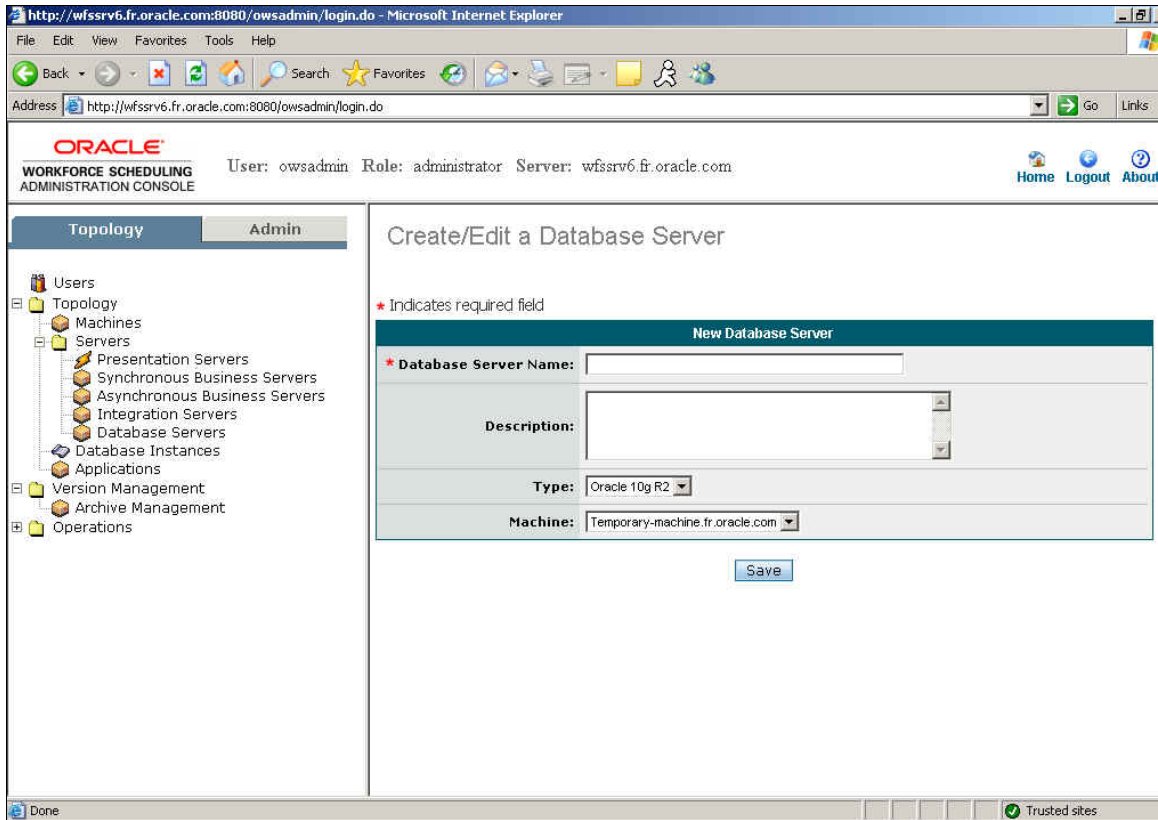 http://wfssrv6.fr.oracle.com:8080/owsadmin/login.do - Microsoft Internet Explorer
File Edit View Favorites Tools Help
Back Search Favorites
Address http://wfssrv6.fr.oracle.com:8080/owsadmin/login.do Go Links
ORACLE
WORKFORCE SCHEDULING
ADMINISTRATION CONSOLE
User: owsadmin Role: administrator Server: wfssrv6.fr.oracle.com
Home Logout About
Topology Admin
Users
Topology
Machines
Servers
Presentation Servers
Synchronous Business Servers
Asynchronous Business Servers
Integration Servers
Database Servers
Database Instances
Applications
Version Management
Archive Management
Operations
Create/Edit a Database Server
* Indicates required field
New Database Server
* Database Server Name:
Description:
Type: Oracle 10g R2
Machine: Temporary-machine.fr.oracle.com
Save
Done
Trusted sites